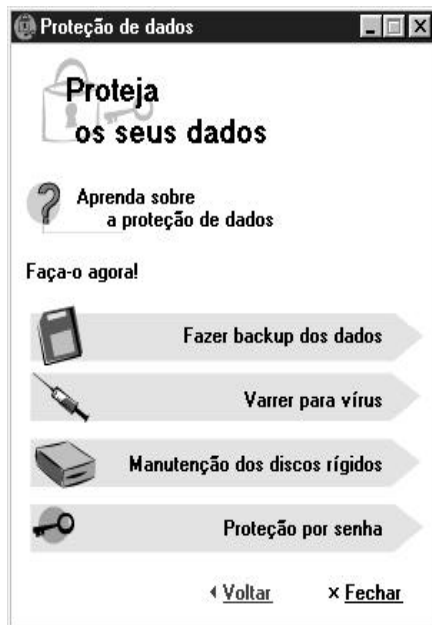 Proteção de dados
Proteja
os seus dados
Aprenda sobre
a proteção de dados
Faça-o agora!
Fazer backup dos dados
Varrer para vírus
Manutenção dos discos rígidos
Proteção por senha
Voltar
Fechar